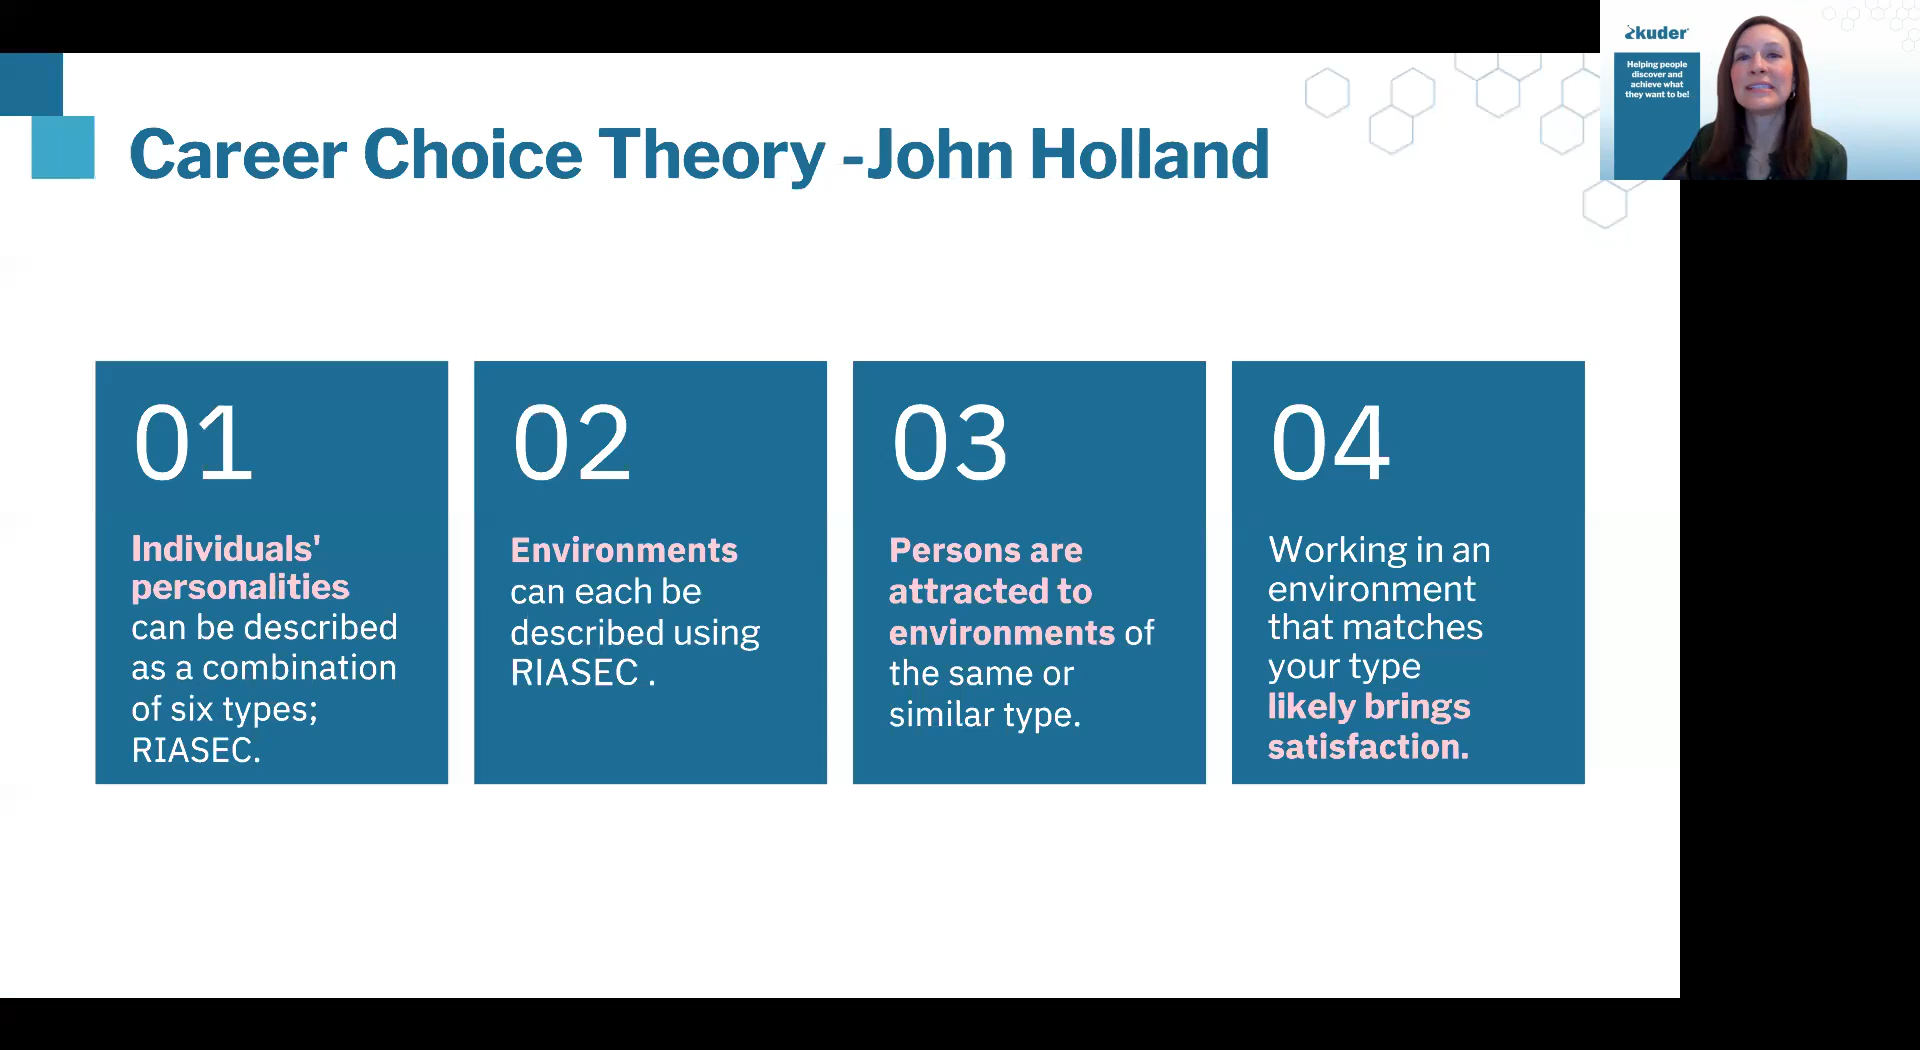 Career Choice Theory -John Holland
kuder
Helping people
discover and
achieve what
they want to be!
01
Individuals'
personalities
can be described
as a combination
of six types;
RIASEC.
02
Environments
can each be
described using
RIASEC .
03
Persons are
attracted to
environments of
the same or
similar type.
04
Working in an
environment
that matches
your type
likely brings
satisfaction.